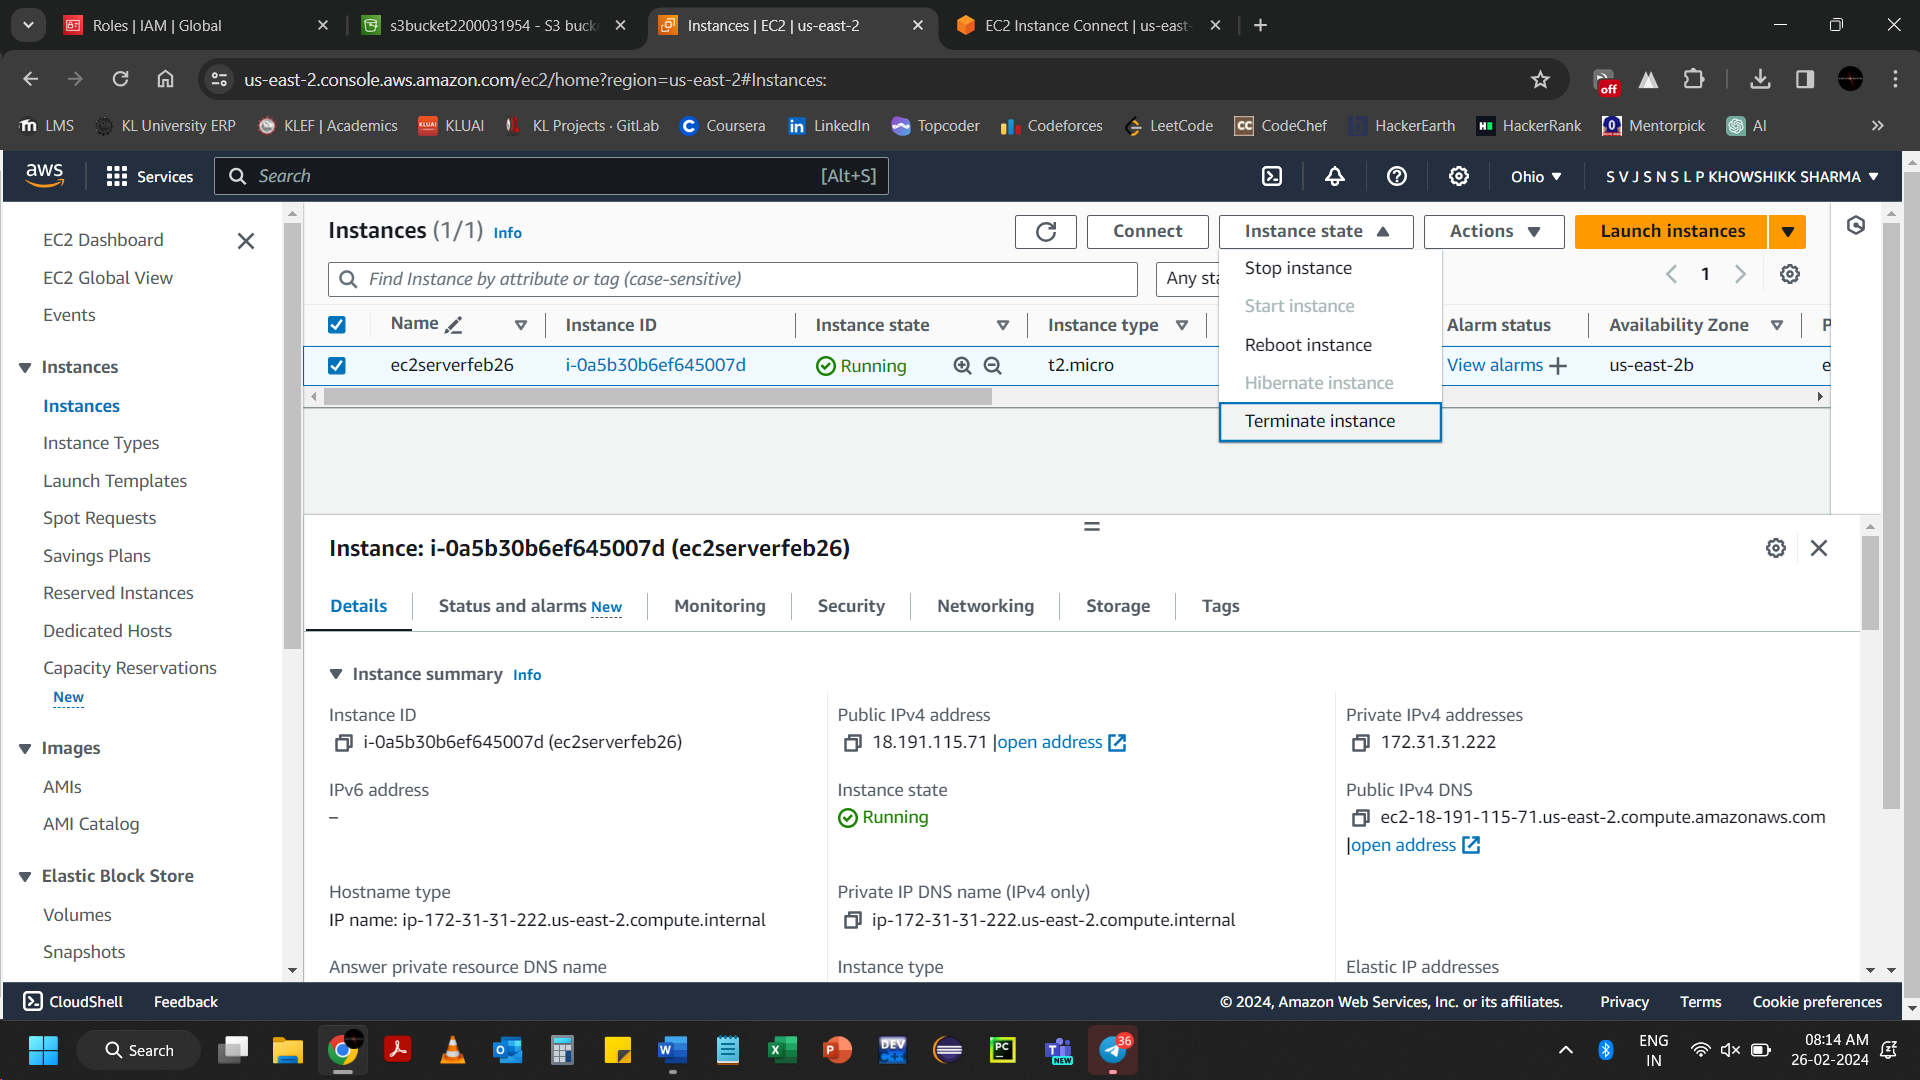 Roles | IAM | Global
s3bucket2200031954 - S3 buck
Instances | EC2 | us-east-2
EC2 Instance Connect | us-east-
us-east-2.console.aws.amazon.com/ec2/home?region=us-east-2#Instances:
off
LMS
KL University ERP
KLEF | Academics
KLUAI
KL Projects · GitLab
Coursera
LinkedIn
Topcoder
Codeforces
LeetCode
CodeChef
HackerEarth
HackerRank
Mentorpick
AI
aws
Services
Search
[Alt+S]
Ohio
S V J S N S L P KHOWSHIKK SHARMA
EC2 Dashboard
EC2 Global View
Events
Instances
Instances
Instance Types
Launch Templates
Spot Requests
Savings Plans
Reserved Instances
Dedicated Hosts
Capacity Reservations
New
Images
AMIs
AMI Catalog
Elastic Block Store
Volumes
Snapshots
Instances (1/1) Info
Connect
Instance state
Actions
Launch instances
Find Instance by attribute or tag (case-sensitive)
Any sta
1
Stop instance
Start instance
Reboot instance
Hibernate instance
Terminate instance
Name
Instance ID
Instance state
Instance type
Alarm status
Availability Zone
P
ec2serverfeb26
i-0a5b30b6ef645007d
Running
t2.micro
View alarms
us-east-2b
e
Instance: i-0a5b30b6ef645007d (ec2serverfeb26)
Details
Status and alarms New
Monitoring
Security
Networking
Storage
Tags
Instance summary Info
Instance ID
i-0a5b30b6ef645007d (ec2serverfeb26)
Public IPv4 address
18.191.115.71 |open address
Private IPv4 addresses
172.31.31.222
IPv6 address
–
Instance state
Running
Public IPv4 DNS
ec2-18-191-115-71.us-east-2.compute.amazonaws.com
|open address
Hostname type
IP name: ip-172-31-31-222.us-east-2.compute.internal
Private IP DNS name (IPv4 only)
ip-172-31-31-222.us-east-2.compute.internal
Answer private resource DNS name
Instance type
Elastic IP addresses
CloudShell
Feedback
© 2024, Amazon Web Services, Inc. or its affiliates.
Privacy
Terms
Cookie preferences
Search
DEV
PC
NEW
36
ENG
IN
08:14 AM
26-02-2024